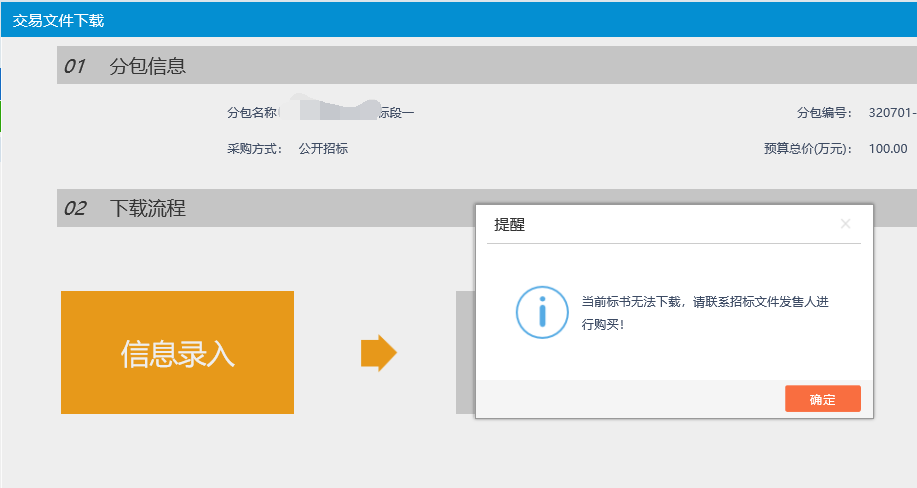 交易文件下载
01 分包信息
分包名称 标段一
分包编号： 320701-
采购方式： 公开招标
预算总价(万元)： 100.00
02 下载流程
提醒
当前标书无法下载，请联系招标文件发售人进
行购买！
信息录入
确定